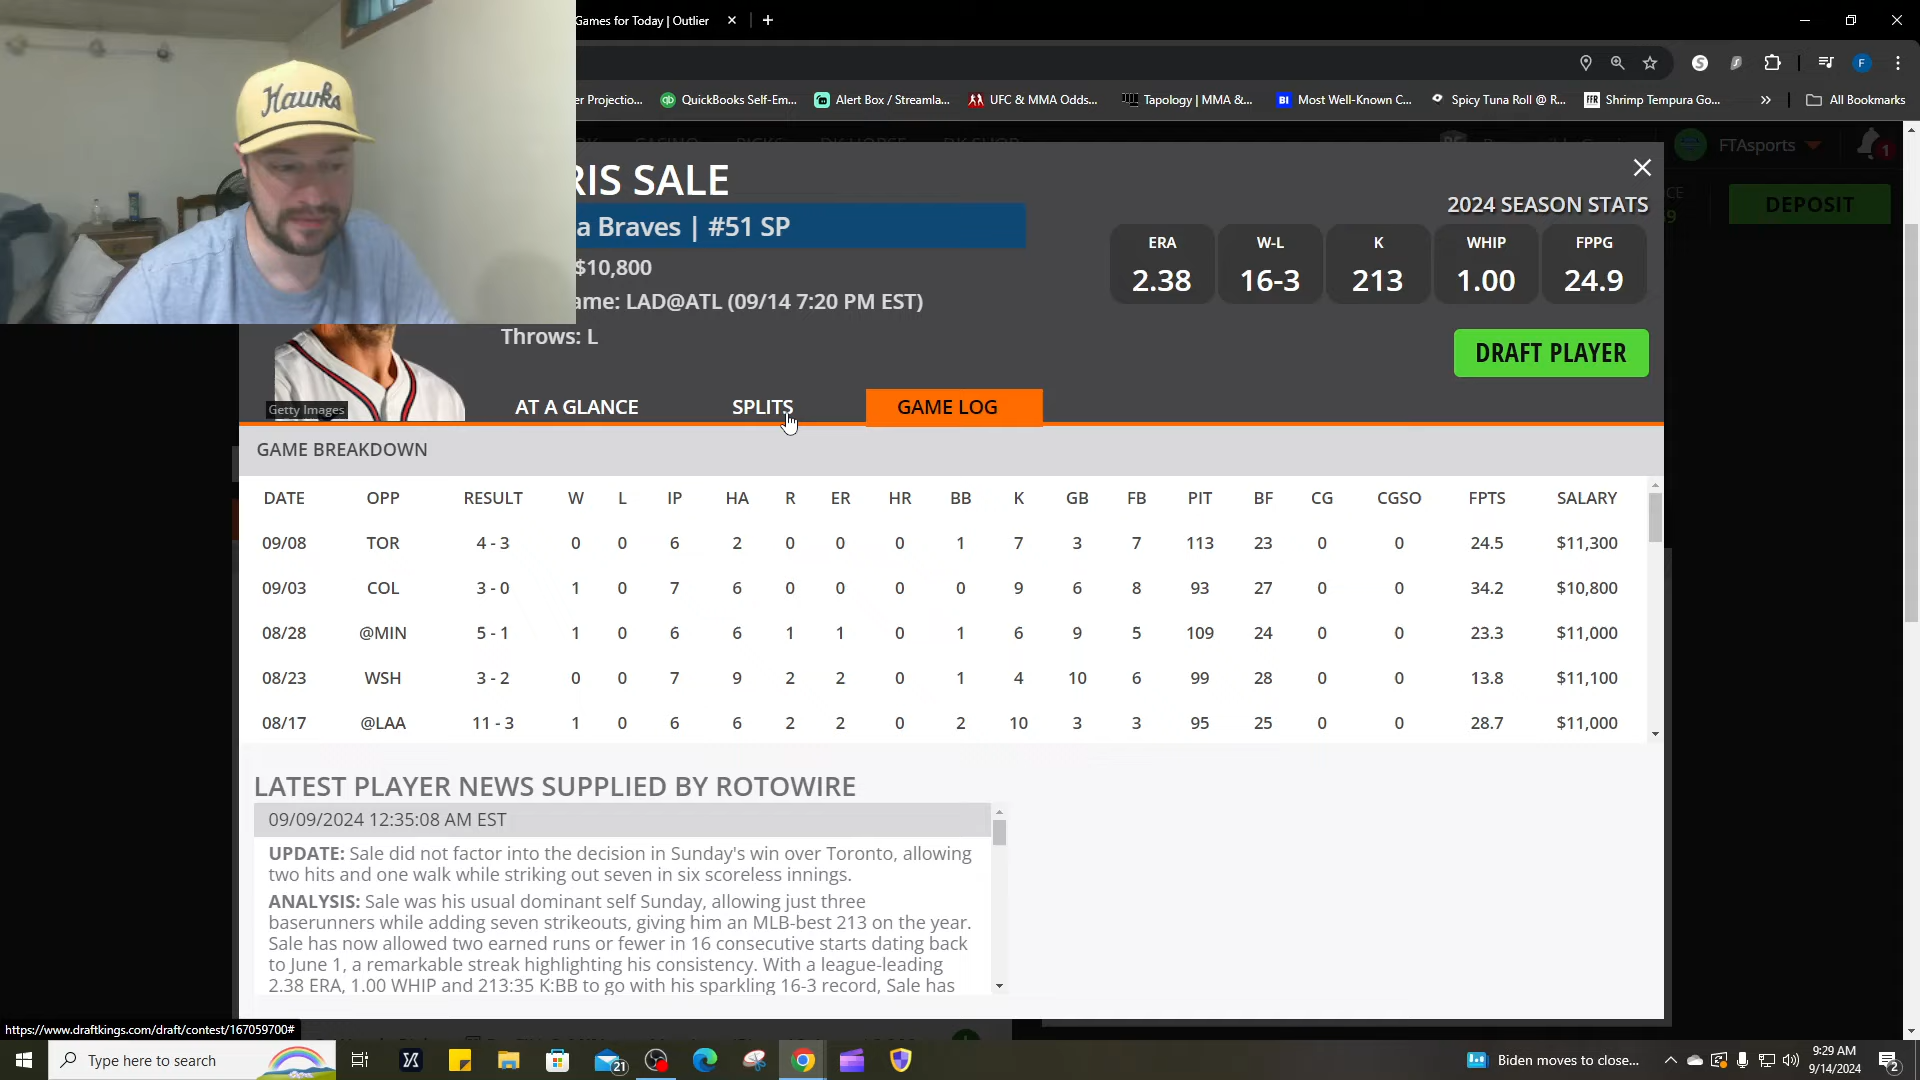 Games for Today | Outlier
er Projectio...
QuickBooks Self-Em...
Alert Box / Streamla...
UFC & MMA Odds...
Tapology | MMA &...
Most Well-Known C...
Spicy Tuna Roll @ R...
Shrimp Tempura Go...
All Bookmarks
Hawks
FTAsports
1
DEPOSIT
RIS SALE
a Braves | #51 SP
$10,800
ame: LAD@ATL (09/14 7:20 PM EST)
Throws: L
2024 SEASON STATS
ERA W-L K WHIP FPPG
2.38 16-3 213 1.00 24.9
DRAFT PLAYER
Getty Images
AT A GLANCE SPLITS GAME LOG
GAME BREAKDOWN
DATE OPP RESULT W L IP HA R ER HR BB K GB FB PIT BF CG CGSO FPTS SALARY
09/08 TOR 4 - 3 0 0 6 2 0 0 0 1 7 3 7 113 23 0 0 24.5 $11,300
09/03 COL 3 - 0 1 0 7 6 0 0 0 0 9 6 8 93 27 0 0 34.2 $10,800
08/28 @MIN 5 - 1 1 0 6 6 1 1 0 1 6 9 5 109 24 0 0 23.3 $11,000
08/23 WSH 3 - 2 0 0 7 9 2 2 0 1 4 10 6 99 28 0 0 13.8 $11,100
08/17 @LAA 11 - 3 1 0 6 6 2 2 0 2 10 3 3 95 25 0 0 28.7 $11,000
LATEST PLAYER NEWS SUPPLIED BY ROTOWIRE
09/09/2024 12:35:08 AM EST
UPDATE: Sale did not factor into the decision in Sunday's win over Toronto, allowing
two hits and one walk while striking out seven in six scoreless innings.
ANALYSIS: Sale was his usual dominant self Sunday, allowing just three
baserunners while adding seven strikeouts, giving him an MLB-best 213 on the year.
Sale has now allowed two earned runs or fewer in 16 consecutive starts dating back
to June 1, a remarkable streak highlighting his consistency. With a league-leading
2.38 ERA, 1.00 WHIP and 213:35 K:BB to go with his sparkling 16-3 record, Sale has
https://www.draftkings.com/draft/contest/167059700#
Type here to search
21
Biden moves to close...
9:29 AM
9/14/2024
2